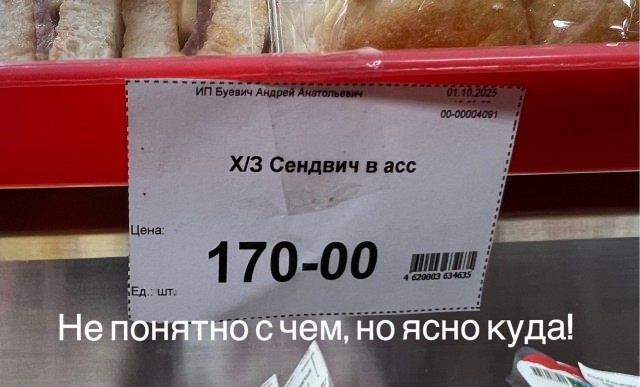 ИП Буевич Андрей Анатольевич
01.10.2025
00-00004091
Х/З Сендвич в асс
Цена:
170-00
4 620003 634635
Ед.: шт.
Не понятно с чем, но ясно куда!